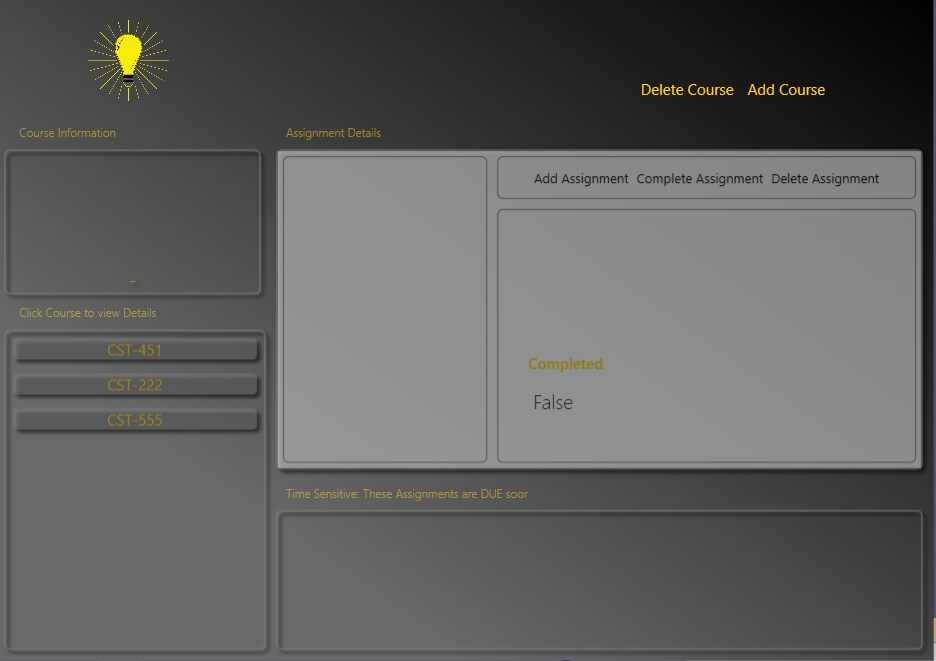 Delete Course Add Course
Course Information
Assignment Details
Add Assignment Complete Assignment Delete Assignment
Click Course to view Details
CST-451
CST-222
CST-555
Completed
False
Time Sensitive: These Assignments are DUE soor